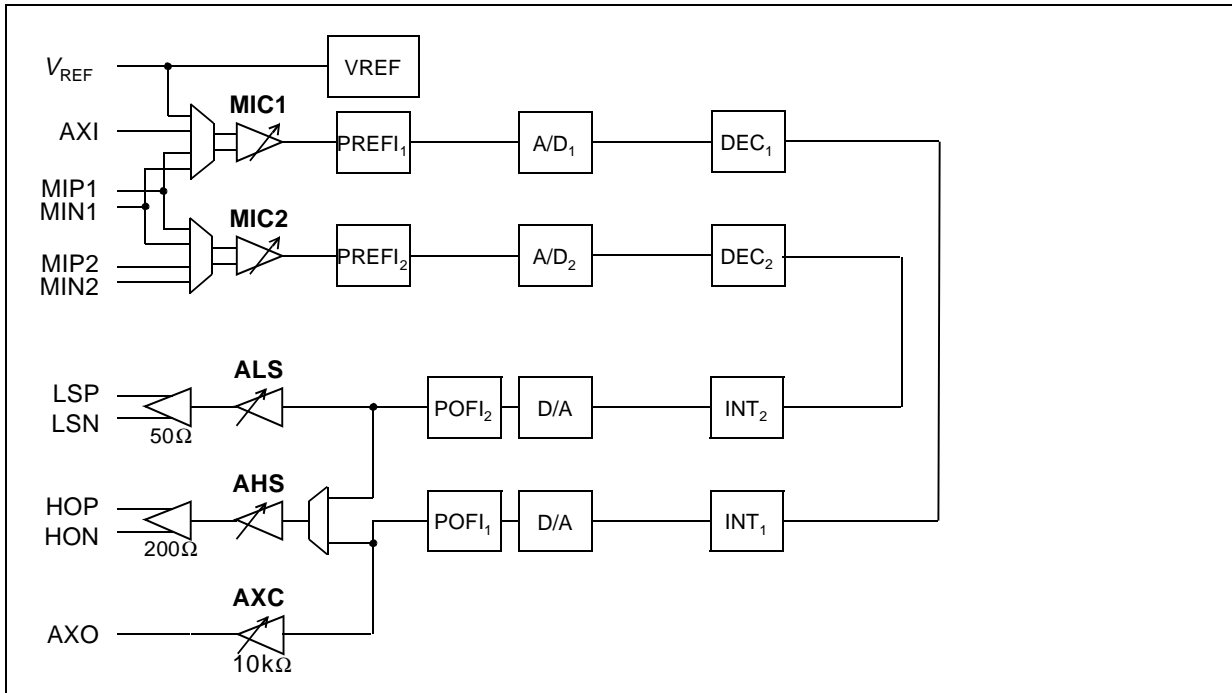 VREF VREF
MIC1
AXI PREFI1 A/D1 DEC1
MIP1
MIN1
MIC2
PREFI2 A/D2 DEC2
MIP2
MIN2
ALS
LSP POFI2 D/A INT2
LSN
50Ω
AHS
HOP POFI1 D/A INT1
HON
200Ω
AXC
AXO
10kΩ